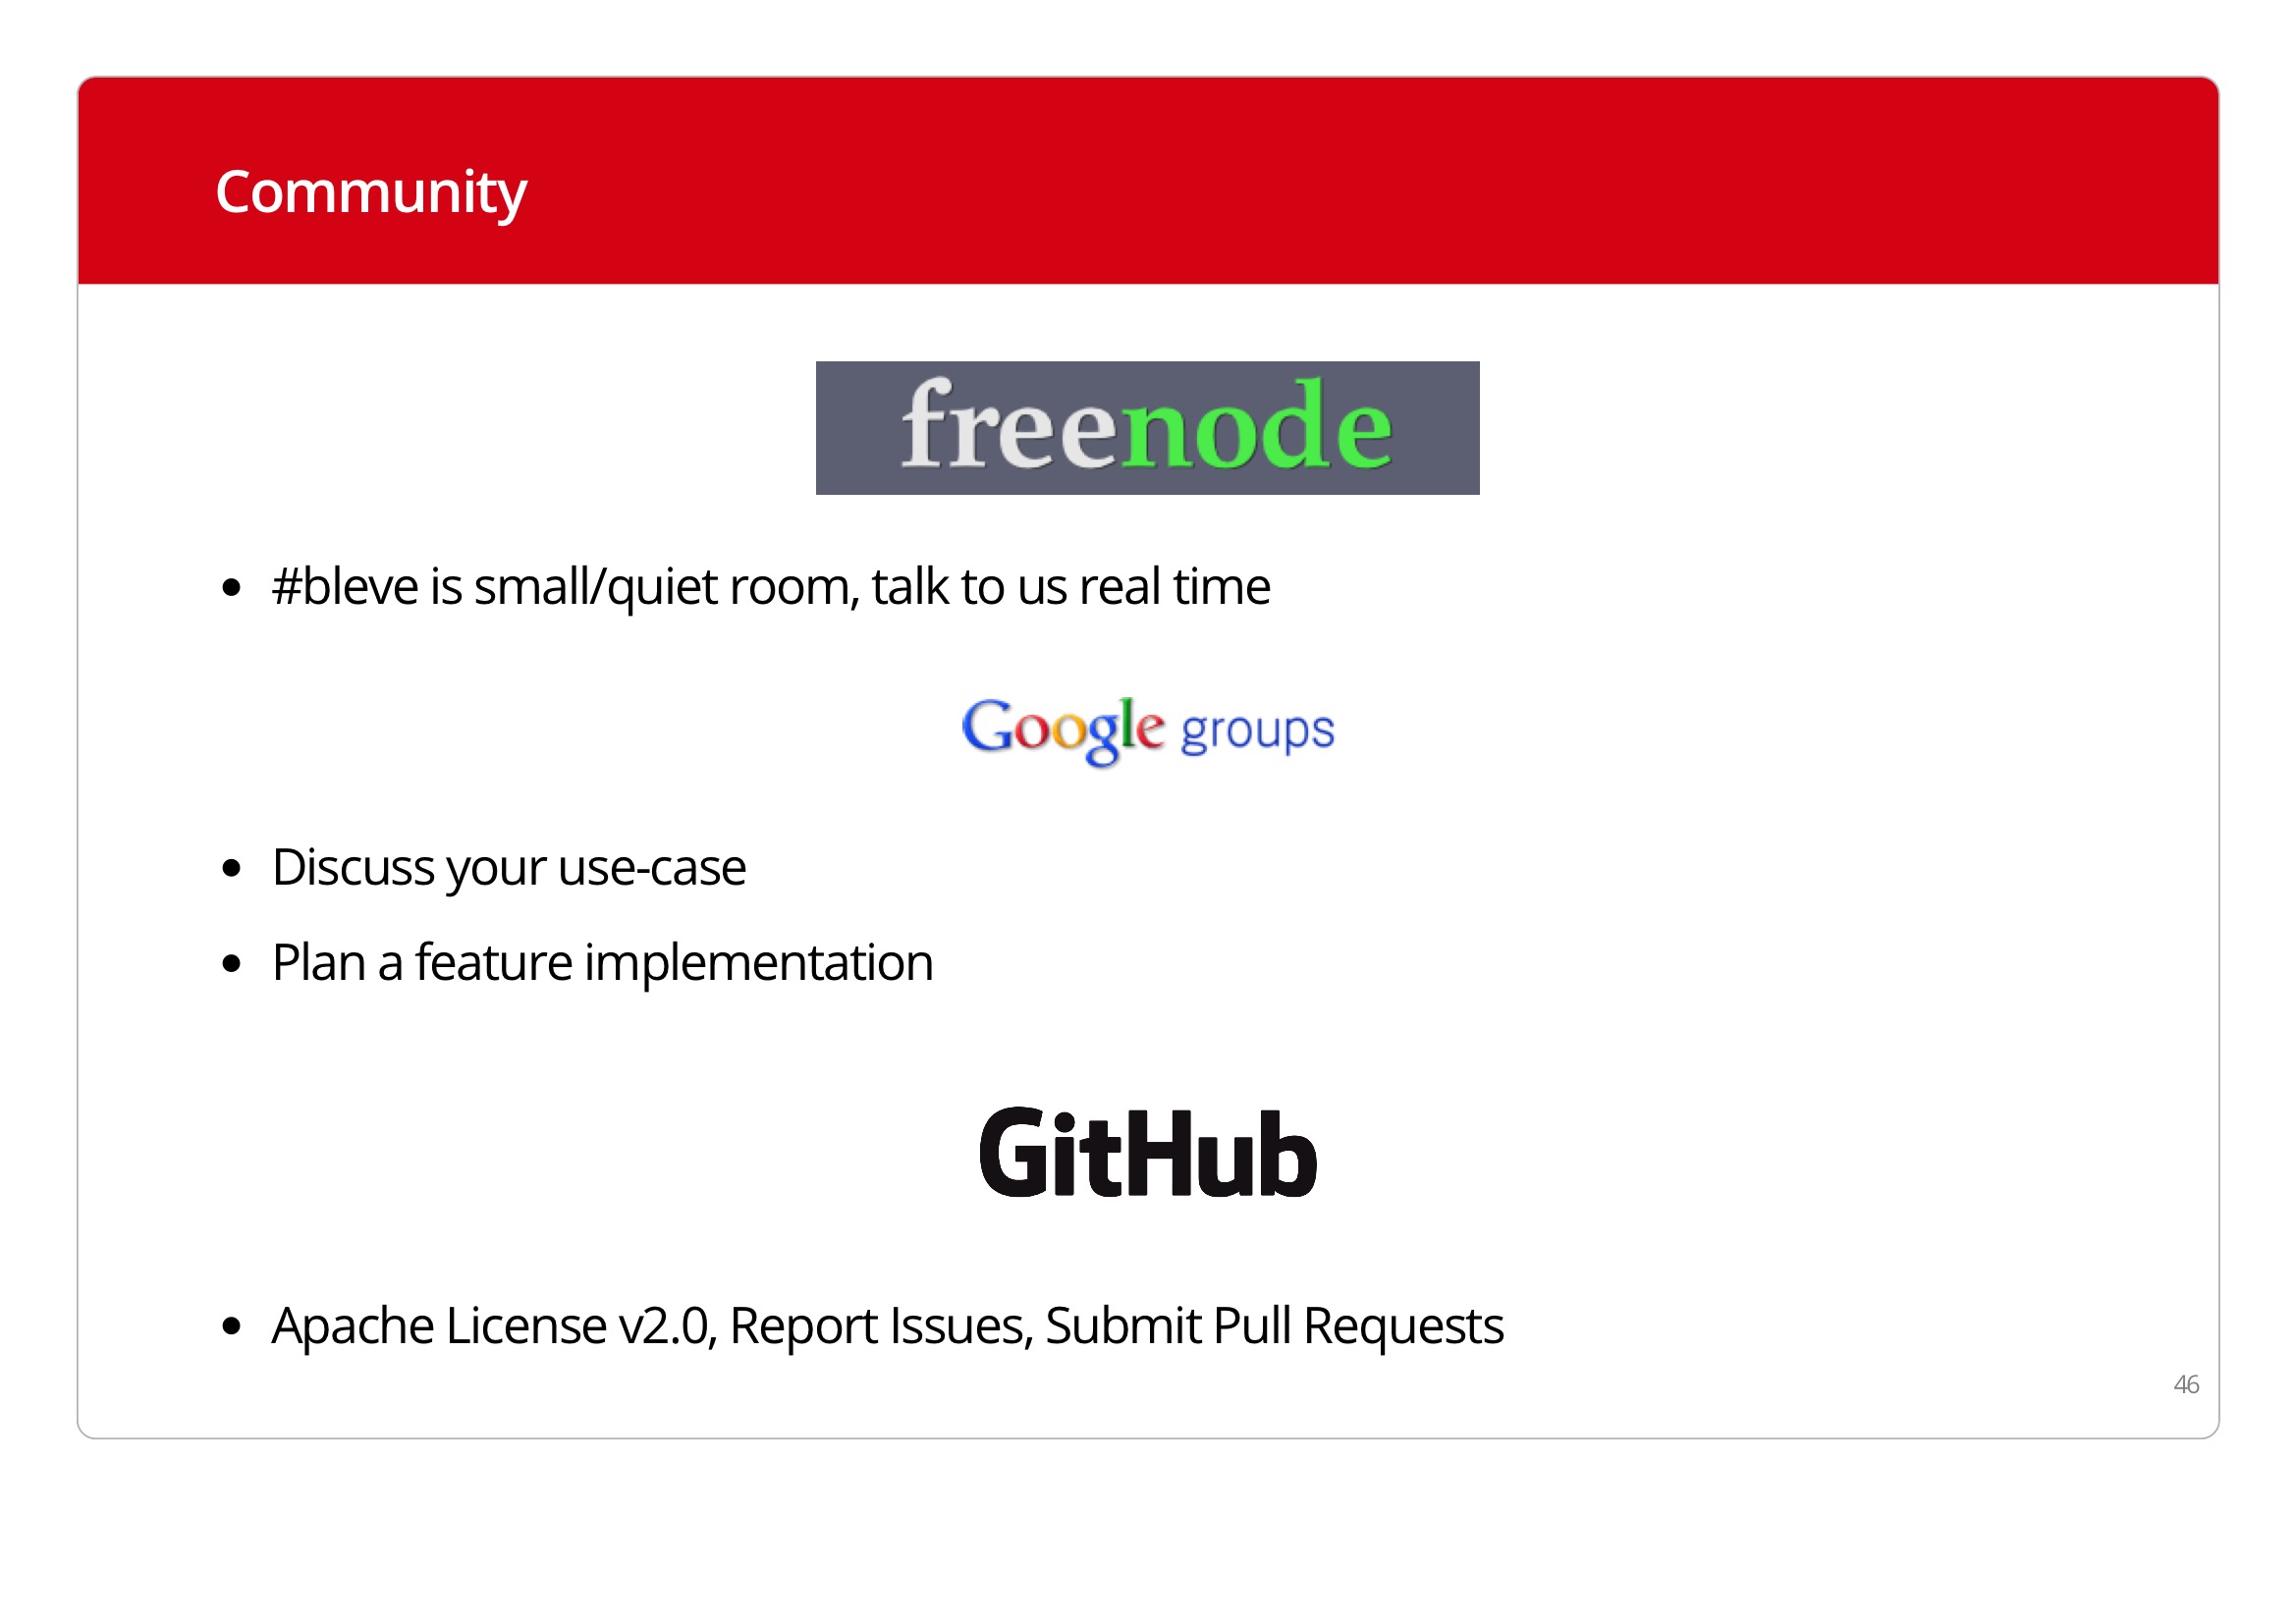 Community
freenode
• #bleve is small/quiet room, talk to us real time
Google groups
• Discuss your use-case
• Plan a feature implementation
GitHub
• Apache License v2.0, Report Issues, Submit Pull Requests
46